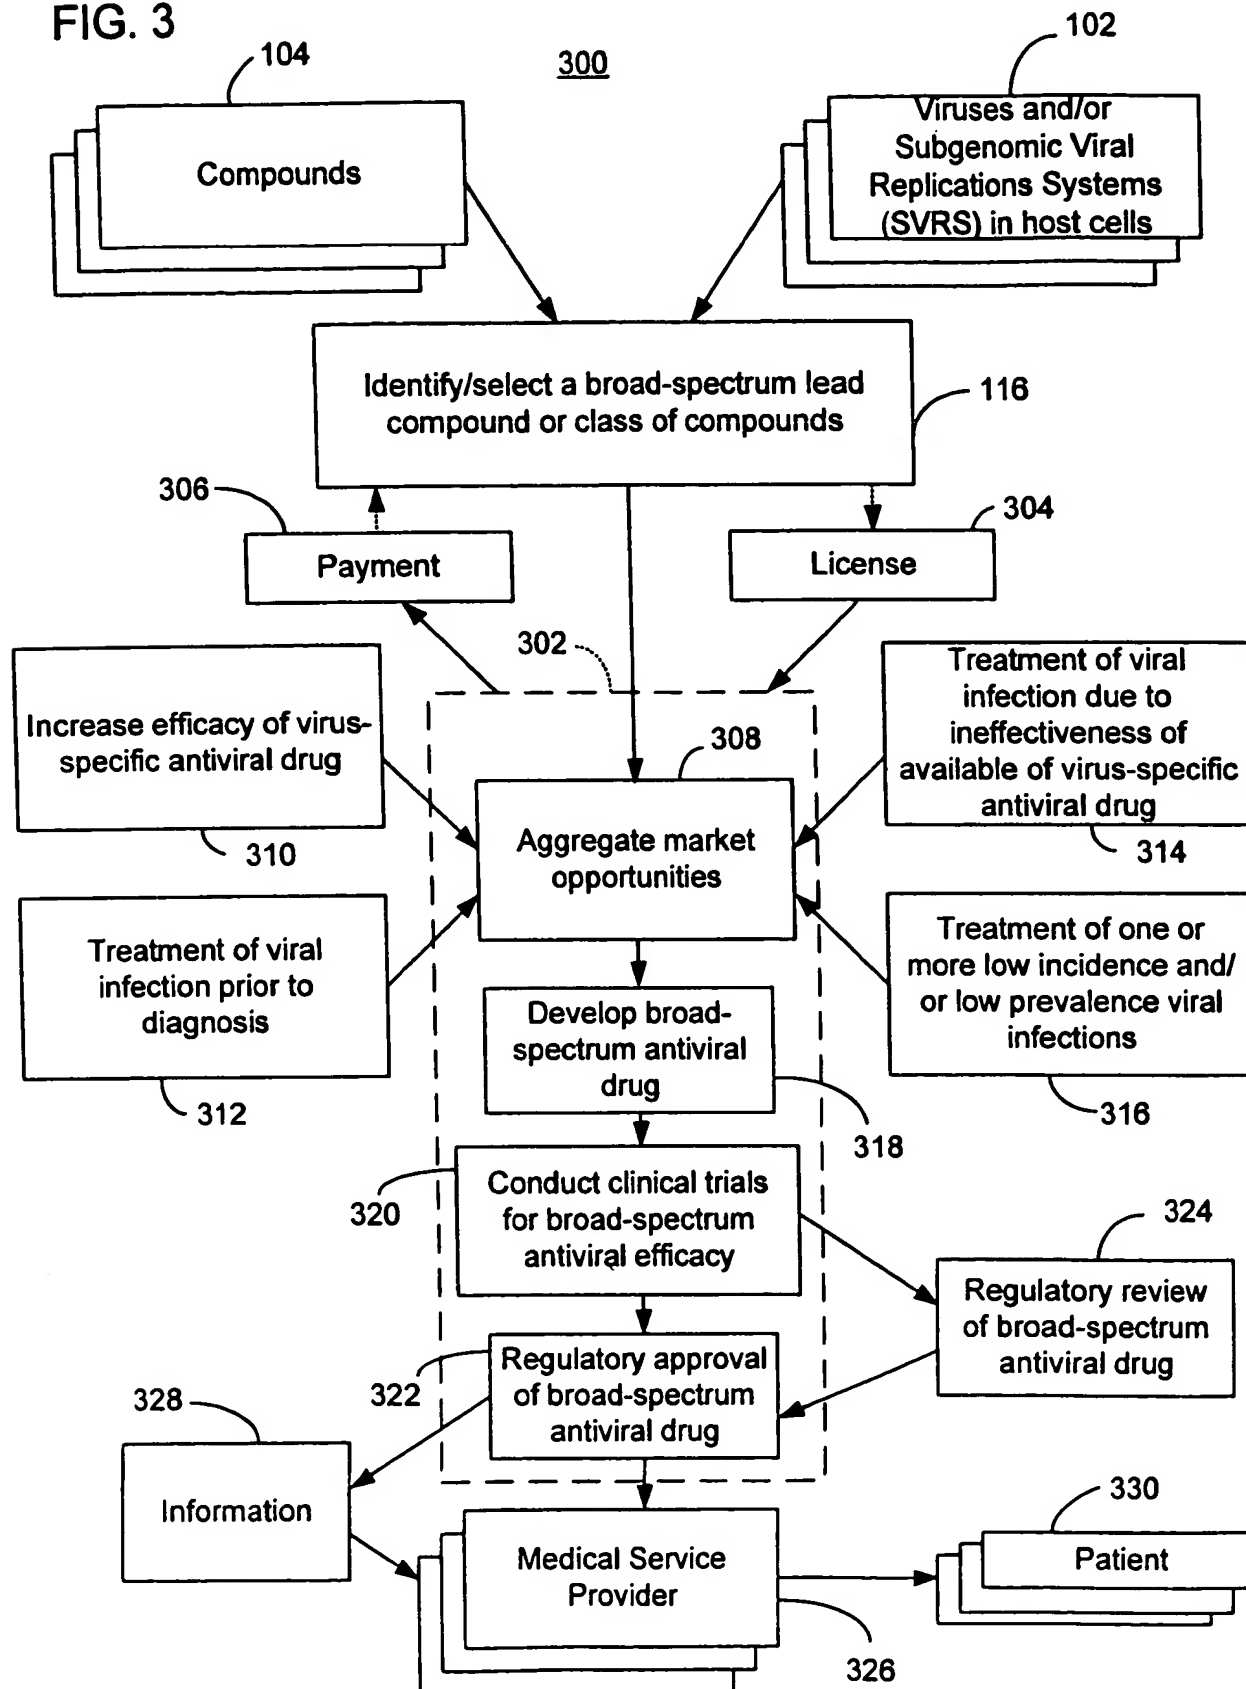 FIG. 3
104
300
102
Compounds
Viruses and/or
Subgenomic Viral
Replications Systems
(SVRS) in host cells
Identify/select a broad-spectrum lead
compound or class of compounds
116
306
304
Payment
License
302
Increase efficacy of virus-
specific antiviral drug
310
308
Treatment of viral
infection due to
ineffectiveness of
available of virus-specific
antiviral drug
314
Aggregate market
opportunities
Treatment of viral
infection prior to
diagnosis
312
Treatment of one or
more low incidence and/
or low prevalence viral
infections
316
Develop broad-
spectrum antiviral
drug
318
320
Conduct clinical trials
for broad-spectrum
antiviral efficacy
324
Regulatory review
of broad-spectrum
antiviral drug
322
Regulatory approval
of broad-spectrum
antiviral drug
328
Information
330
Patient
Medical Service
Provider
326